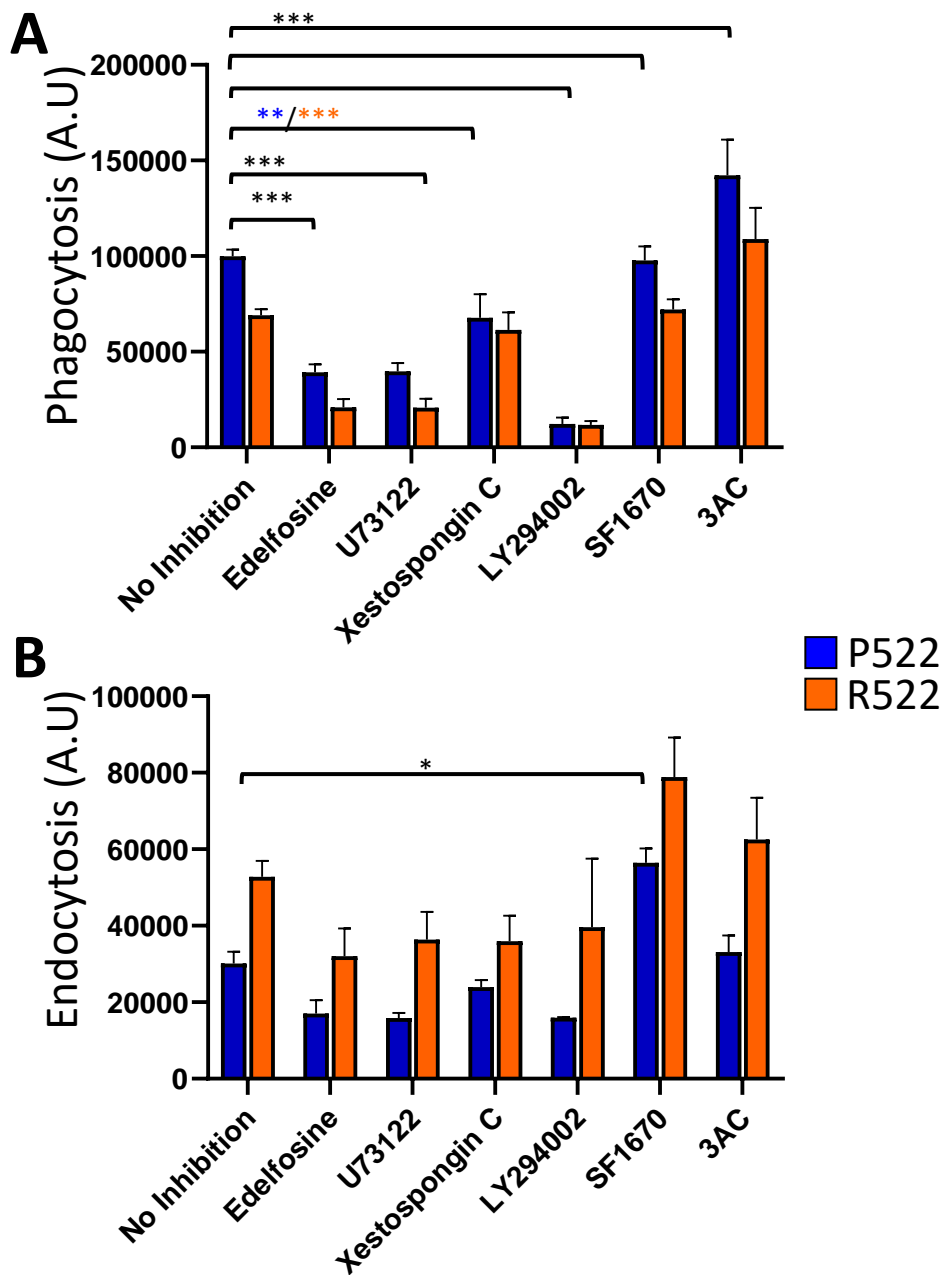 A
Phagocytosis (A.U)
200000
150000
100000
50000
0
***
**/***
***
***
No Inhibition
Edelfosine
U73122
Xestospongin C
LY294002
SF1670
3AC
P522
R522
B
Endocytosis (A.U)
100000
80000
60000
40000
20000
0
*
No Inhibition
Edelfosine
U73122
Xestospongin C
LY294002
SF1670
3AC